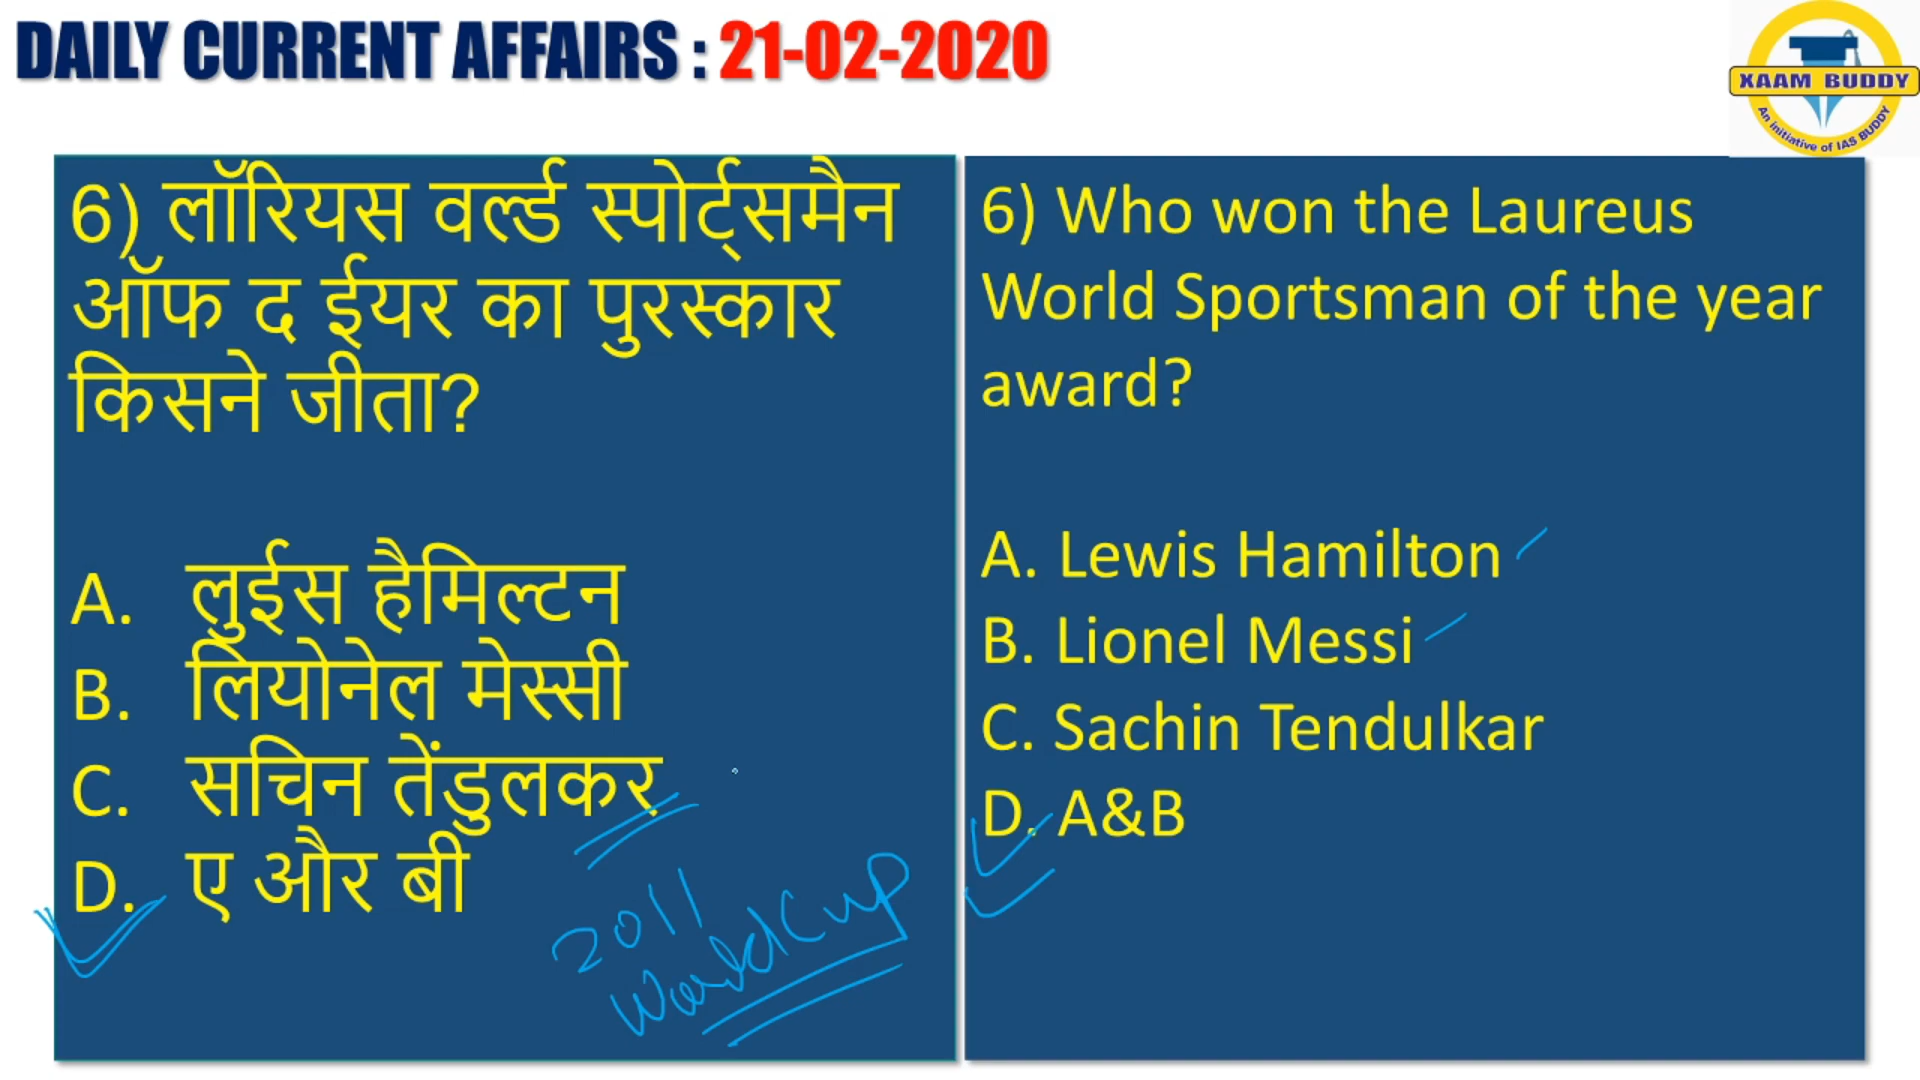 DAILY CURRENT AFFAIRS : 21-02-2020
XAAM BUDDY
An initiative of IAS BUDDY
6) लॉरियस वर्ल्ड स्पोर्ट्समैन
ऑफ द ईयर का पुरस्कार
किसने जीता?
A. लुईस हैमिल्टन
B. लियोनेल मेस्सी
C. सचिन तेंडुलकर
D. ए और बी
2011
World Cup
6) Who won the Laureus
World Sportsman of the year
award?
A. Lewis Hamilton
B. Lionel Messi
C. Sachin Tendulkar
D. A&B